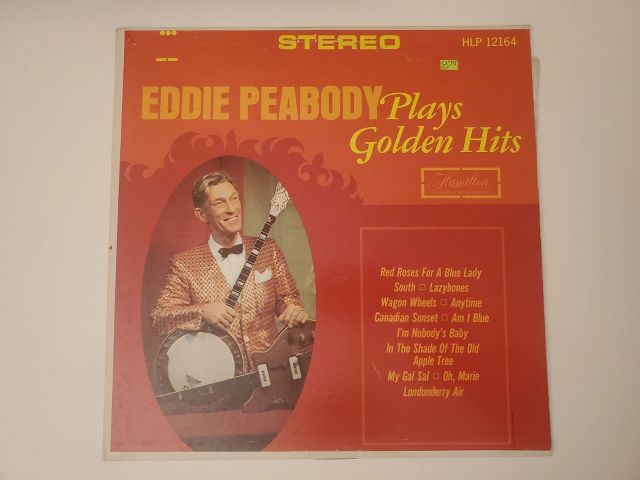 STEREO
HLP 12164
EDDIE PEABODY Plays
Golden Hits
Hamilton
Red Roses For A Blue Lady
South □ Lazybones
Wagon Wheels □ Anytime
Canadian Sunset □ Am I Blue
I'm Nobody's Baby
In The Shade Of The Old
Apple Tree
My Gal Sal □ Oh, Marie
Londonderry Air